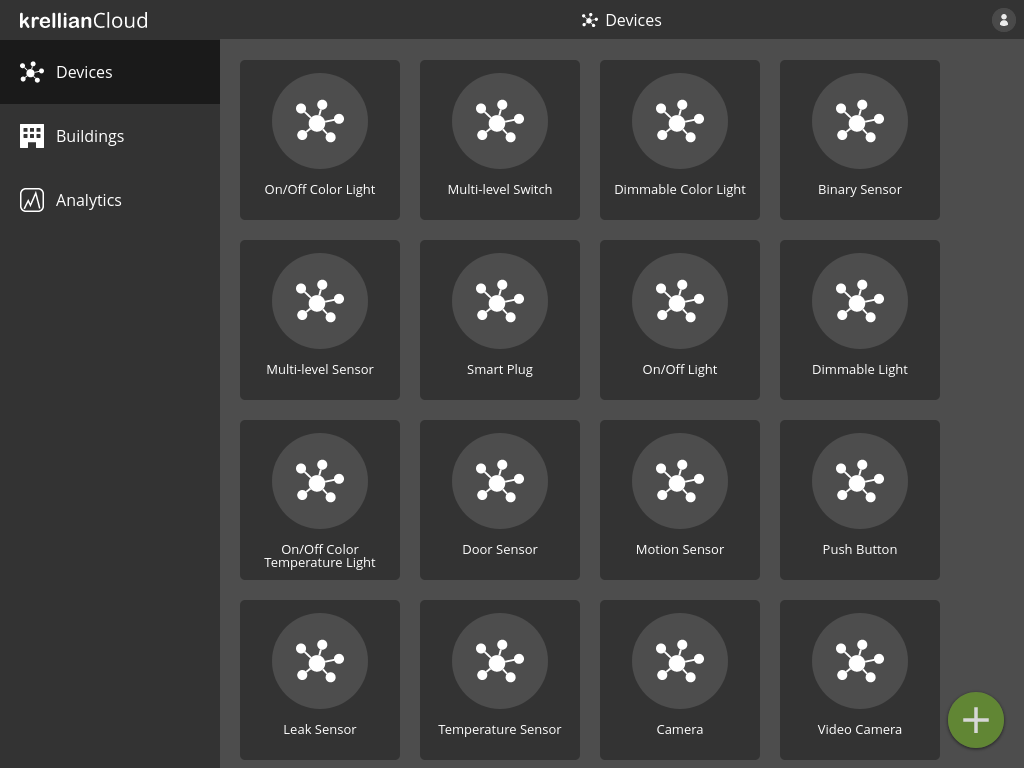 krellianCloud
Devices
Devices
Buildings
Analytics
On/Off Color Light
Multi-level Switch
Dimmable Color Light
Binary Sensor
Multi-level Sensor
Smart Plug
On/Off Light
Dimmable Light
On/Off Color
Temperature Light
Door Sensor
Motion Sensor
Push Button
Leak Sensor
Temperature Sensor
Camera
Video Camera